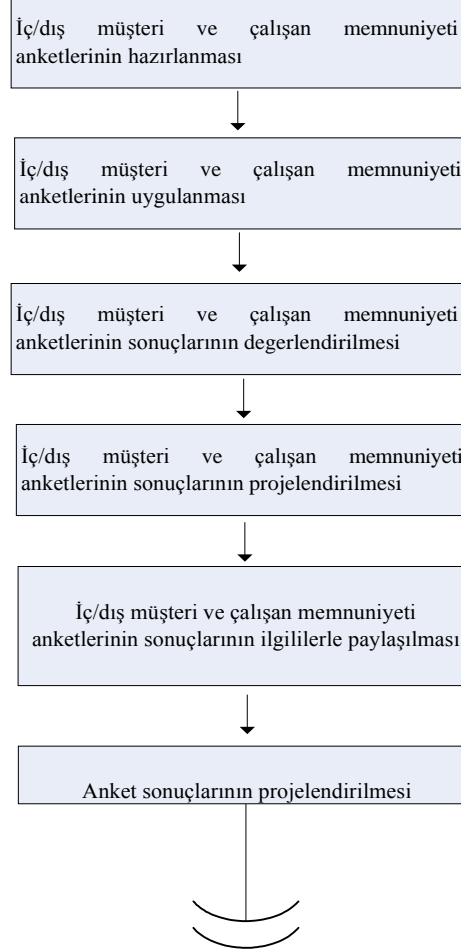 İç/dış müşteri ve çalışan memnuniyeti
anketlerinin hazırlanması
İç/dış müşteri ve çalışan memnuniyeti
anketlerinin uygulanması
İç/dış müşteri ve çalışan memnuniyeti
anketlerinin sonuçlarının degerlendirilmesi
İç/dış müşteri ve çalışan memnuniyeti
anketlerinin sonuçlarının projelendirilmesi
İç/dış müşteri ve çalışan memnuniyeti
anketlerinin sonuçlarının ilgililerle paylaşılması
Anket sonuçlarının projelendirilmesi